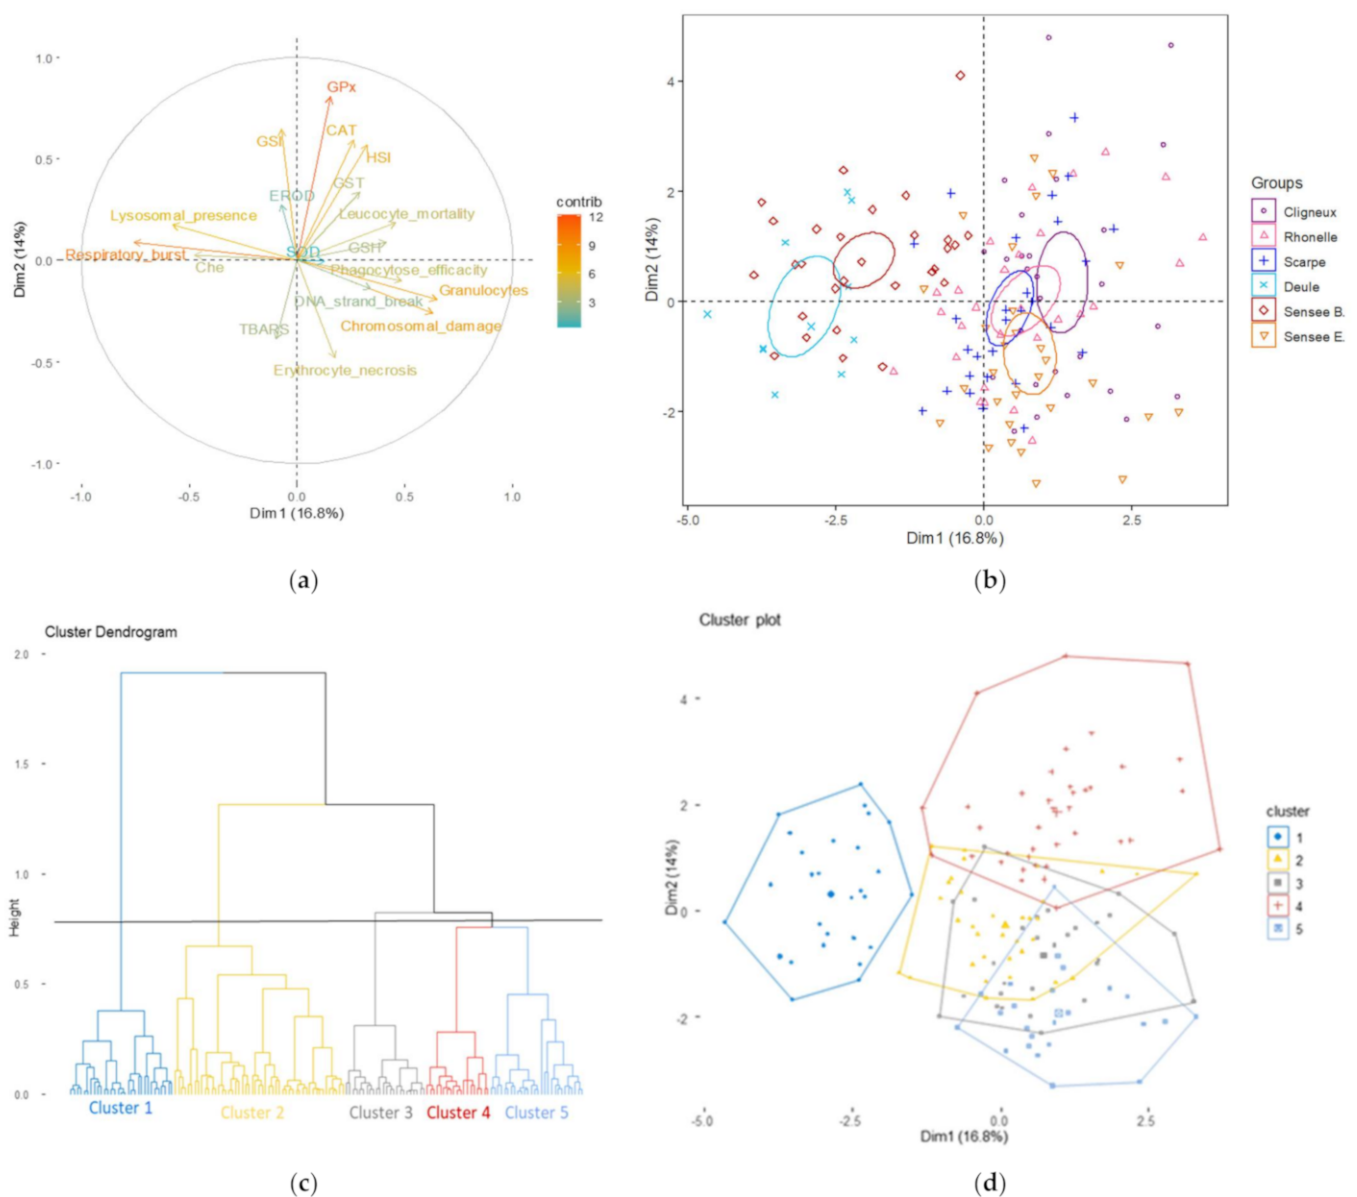 1.0
0.5
0.0
-0.5
-1.0
-1.0
-0.5
0.0
0.5
1.0
Dim2 (14%)
Dim1 (16.8%)
GPx
CAT
GSI
HSI
GST
EROD
Lysosomal_presence
Leucocyte_mortality
Respiratory_burst
SOD
GSH
Che
Phagocytose_efficacity
Granulocytes
DNA_strand_break
Chromosomal_damage
TBARS
Erythrocyte_necrosis
contrib
12
9
6
3
(a)
4
2
0
-2
-5.0
-2.5
0.0
2.5
Dim2 (14%)
Dim1 (16.8%)
Groups
Cligneux
Rhonelle
Scarpe
Deule
Sensee B.
Sensee E.
(b)
Cluster Dendrogram
2.0
1.5
1.0
0.5
0.0
Height
Cluster 1
Cluster 2
Cluster 3
Cluster 4
Cluster 5
(c)
Cluster plot
4
2
0
-2
-5.0
-2.5
0.0
2.5
Dim2 (14%)
Dim1 (16.8%)
cluster
1
2
3
4
5
(d)